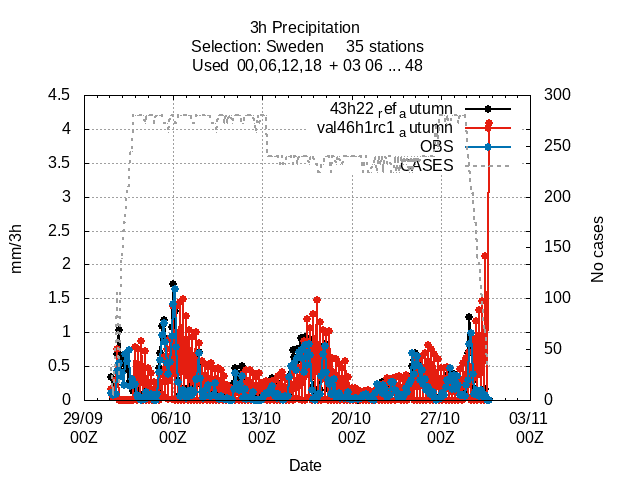 3h Precipitation
Selection: Sweden 35 stations
Used 00,06,12,18 + 03 06 ... 48
4.5
4
3.5
3
2.5
2
1.5
1
0.5
0
mm/3h
300
250
200
150
100
50
0
No cases
43h22 ref autumn
val46h1rc1 autumn
OBS
CASES
29/09 06/10 13/10 20/10 27/10 03/11
00Z 00Z 00Z 00Z 00Z 00Z
Date